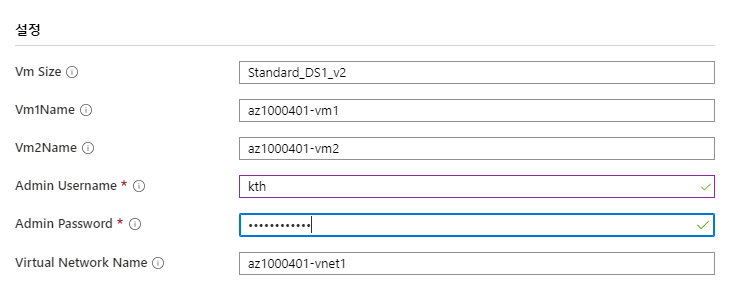 설정
Vm Size Standard_DS1_v2
Vm1Name az1000401-vm1
Vm2Name az1000401-vm2
Admin Username * kth
Admin Password * ••••••••••••
Virtual Network Name az1000401-vnet1